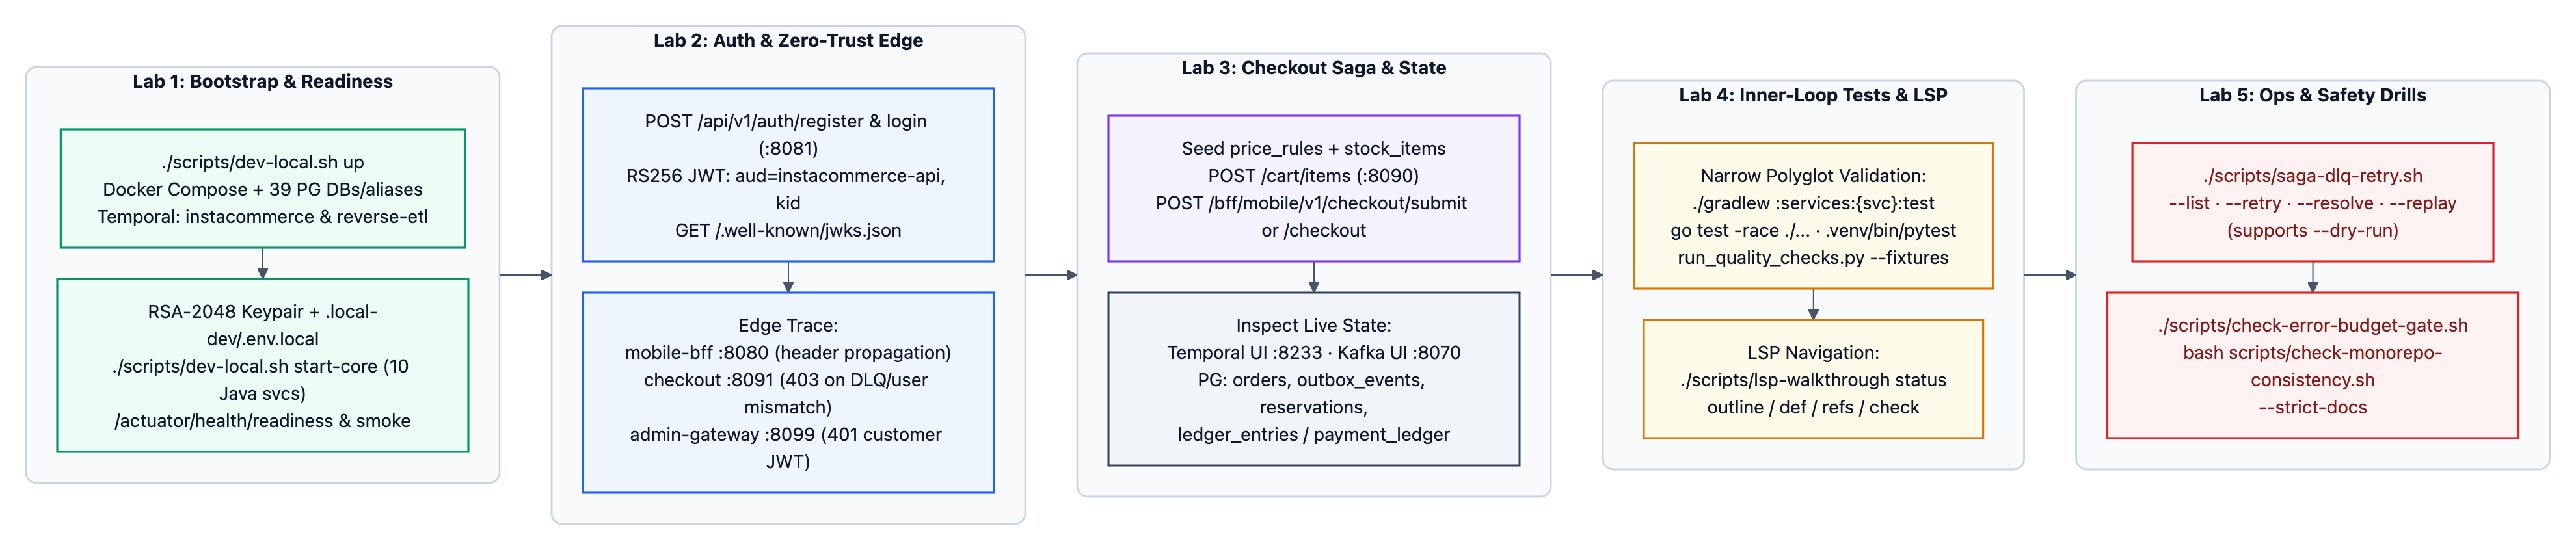 Lab 1: Bootstrap & Readiness
./scripts/dev-local.sh up
Docker Compose + 39 PG DBs/aliases
Temporal: instacommerce & reverse-etl
RSA-2048 Keypair + .local-
dev/.env.local
./scripts/dev-local.sh start-core (10
Java svcs)
/actuator/health/readiness & smoke
Lab 2: Auth & Zero-Trust Edge
POST /api/v1/auth/register & login
(:8081)
RS256 JWT: aud=instacommerce-api,
kid
GET /.well-known/jwks.json
Edge Trace:
mobile-bff :8080 (header propagation)
checkout :8091 (403 on DLQ/user
mismatch)
admin-gateway :8099 (401 customer
JWT)
Lab 3: Checkout Saga & State
Seed price_rules + stock_items
POST /cart/items (:8090)
POST /bff/mobile/v1/checkout/submit
or /checkout
Inspect Live State:
Temporal UI :8233 · Kafka UI :8070
PG: orders, outbox_events,
reservations,
ledger_entries / payment_ledger
Lab 4: Inner-Loop Tests & LSP
Narrow Polyglot Validation:
./gradlew :services:{svc}:test
go test -race ./... · .venv/bin/pytest
run_quality_checks.py --fixtures
LSP Navigation:
./scripts/lsp-walkthrough status
outline / def / refs / check
Lab 5: Ops & Safety Drills
./scripts/saga-dlq-retry.sh
--list · --retry · --resolve · --replay
(supports --dry-run)
./scripts/check-error-budget-gate.sh
bash scripts/check-monorepo-
consistency.sh
--strict-docs